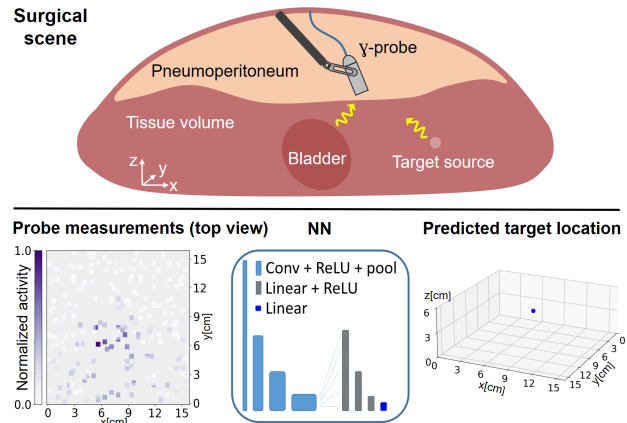 Surgical
scene
ɣ-probe
Pneumoperitoneum
Tissue volume
Bladder
Target source
z
y
x
Probe measurements (top view)
NN
Predicted target location
1.0
0.0
Normalized activity
0 3 6 9 12 15
x[cm]
15
12
9
6
3
0
y[cm]
Conv + ReLU + pool
Linear + ReLU
Linear
z[cm]
6
3
0
0 3 6 9 12 15
x[cm]
15 12 9 6 3 0
y[cm]